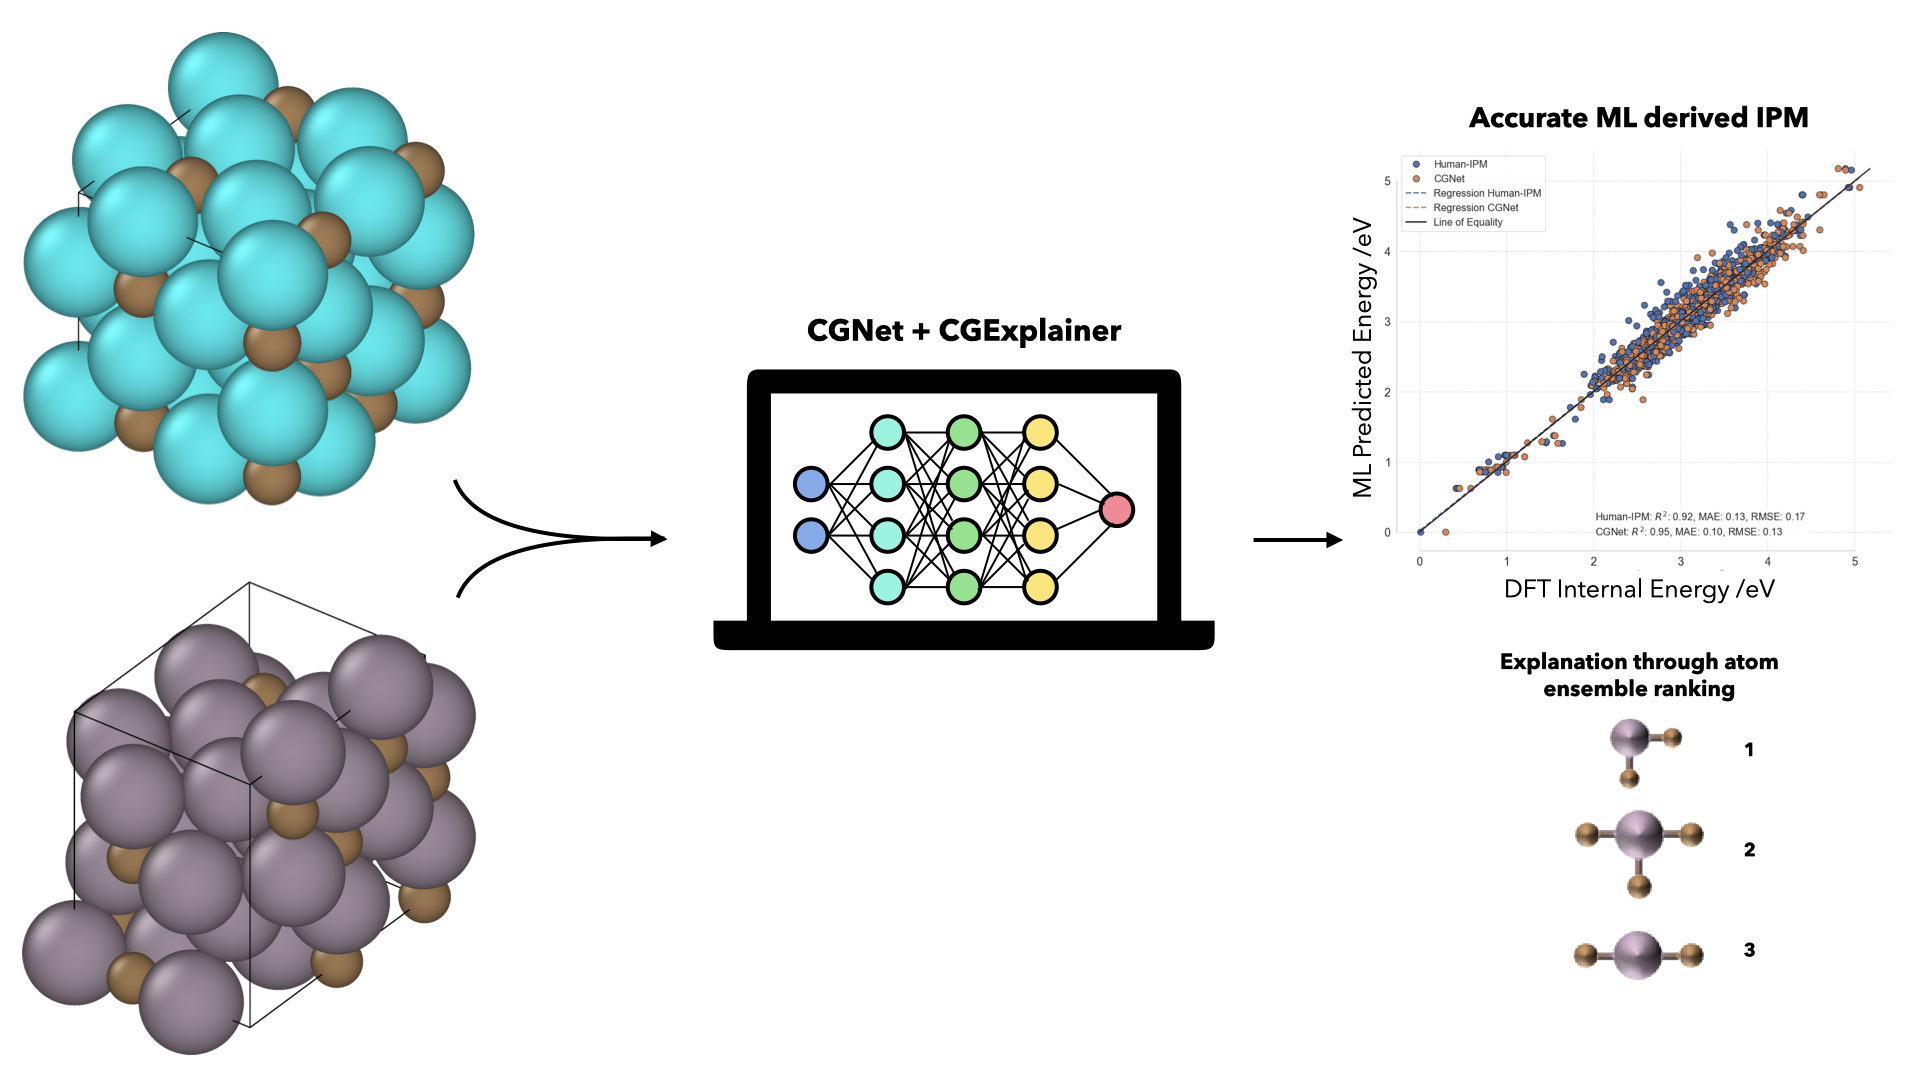 CGNet + CGExplainer
Accurate ML derived IPM
Human-IPM
CGNet
Regression Human-IPM
Regression CGNet
Line of Equality
ML Predicted Energy /eV
5
4
3
2
1
0
Human-IPM: R²: 0.92, MAE: 0.13, RMSE: 0.17
CGNet: R²: 0.95, MAE: 0.10, RMSE: 0.13
0 1 2 3 4 5
DFT Internal Energy /eV
Explanation through atom
ensemble ranking
1
2
3